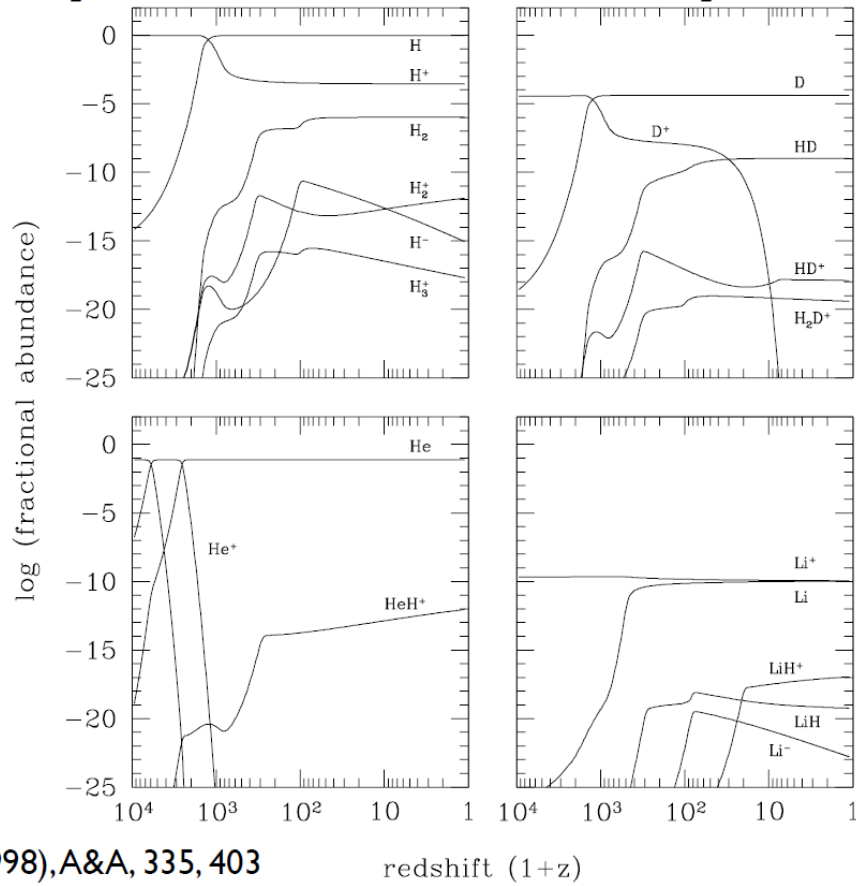 0
−5
−10
−15
−20
−25
H
H⁺
H₂
H₂⁺
H⁻
H₃⁺
D
D⁺
HD
HD⁺
H₂D⁺
log (fractional abundance)
0
−5
−10
−15
−20
−25
He
He⁺
HeH⁺
Li⁺
Li
LiH⁺
LiH
Li⁻
10⁴ 10³ 10² 10 1
10⁴ 10³ 10² 10 1
998), A&A, 335, 403
redshift (1+z)